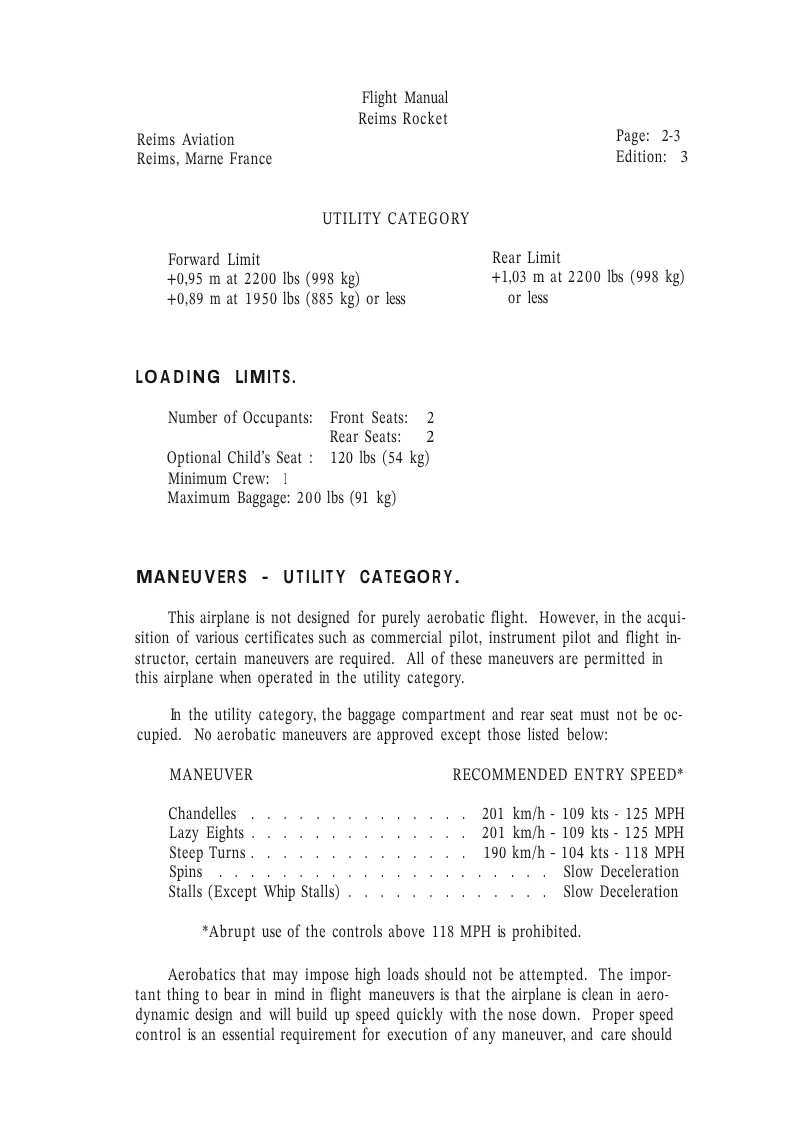 Flight Manual
Reims Rocket
Reims Aviation
Reims, Marne France
Page: 2-3
Edition: 3
UTILITY CATEGORY
Forward Limit
+0,95 m at 2200 lbs (998 kg)
+0,89 m at 1950 lbs (885 kg) or less
Rear Limit
+1,03 m at 2200 lbs (998 kg)
or less
LOADING LIMITS.
Number of Occupants: Front Seats: 2
Rear Seats: 2
Optional Child's Seat : 120 lbs (54 kg)
Minimum Crew: 1
Maximum Baggage: 200 lbs (91 kg)
MANEUVERS - UTILITY CATEGORY.
This airplane is not designed for purely aerobatic flight. However, in the acqui-
sition of various certificates such as commercial pilot, instrument pilot and flight in-
structor, certain maneuvers are required. All of these maneuvers are permitted in
this airplane when operated in the utility category.
In the utility category, the baggage compartment and rear seat must not be oc-
cupied. No aerobatic maneuvers are approved except those listed below:
MANEUVER RECOMMENDED ENTRY SPEED*
Chandelles . . . . . . . . . . . . . . 201 km/h - 109 kts - 125 MPH
Lazy Eights . . . . . . . . . . . . . . 201 km/h - 109 kts - 125 MPH
Steep Turns . . . . . . . . . . . . . . 190 km/h - 104 kts - 118 MPH
Spins . . . . . . . . . . . . . . . . . . . . . Slow Deceleration
Stalls (Except Whip Stalls) . . . . . . . . . . . . . Slow Deceleration
*Abrupt use of the controls above 118 MPH is prohibited.
Aerobatics that may impose high loads should not be attempted. The impor-
tant thing to bear in mind in flight maneuvers is that the airplane is clean in aero-
dynamic design and will build up speed quickly with the nose down. Proper speed
control is an essential requirement for execution of any maneuver, and care should